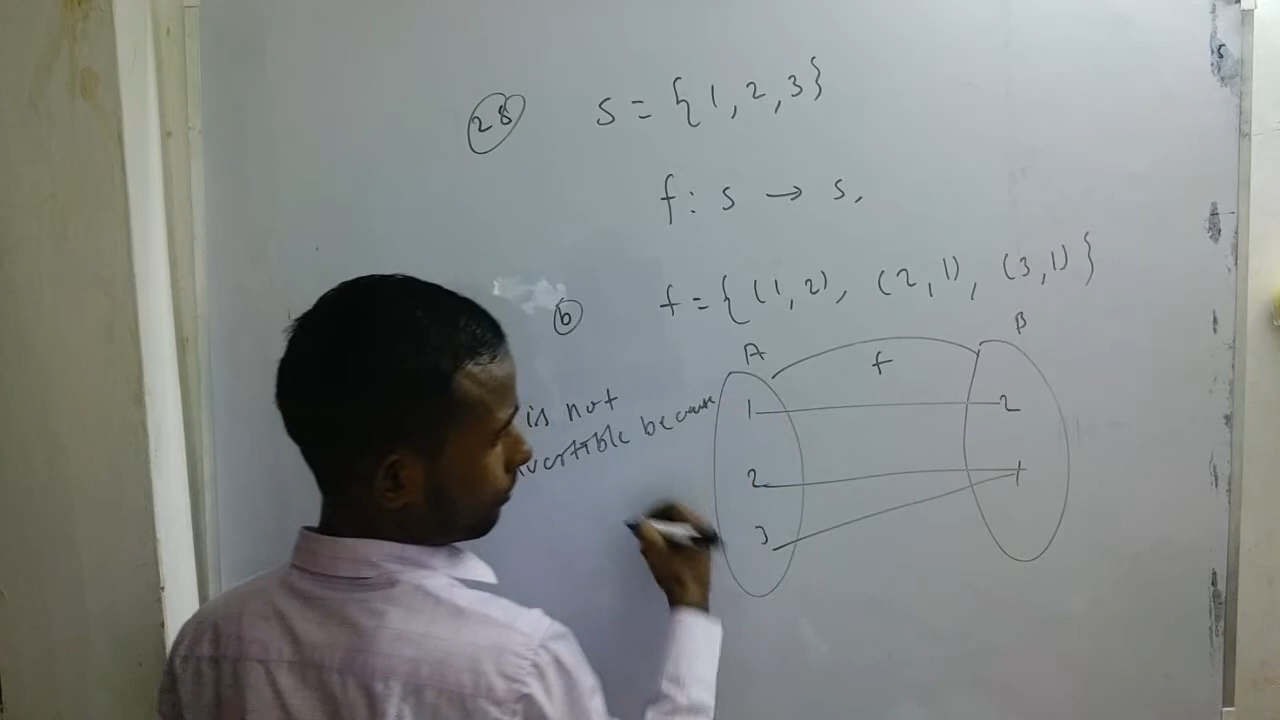 28 S = {1, 2, 3}
f: S → S,
b f = {(1, 2), (2, 1), (3, 1)}
A f B
1 2
is not
because
2 1
3